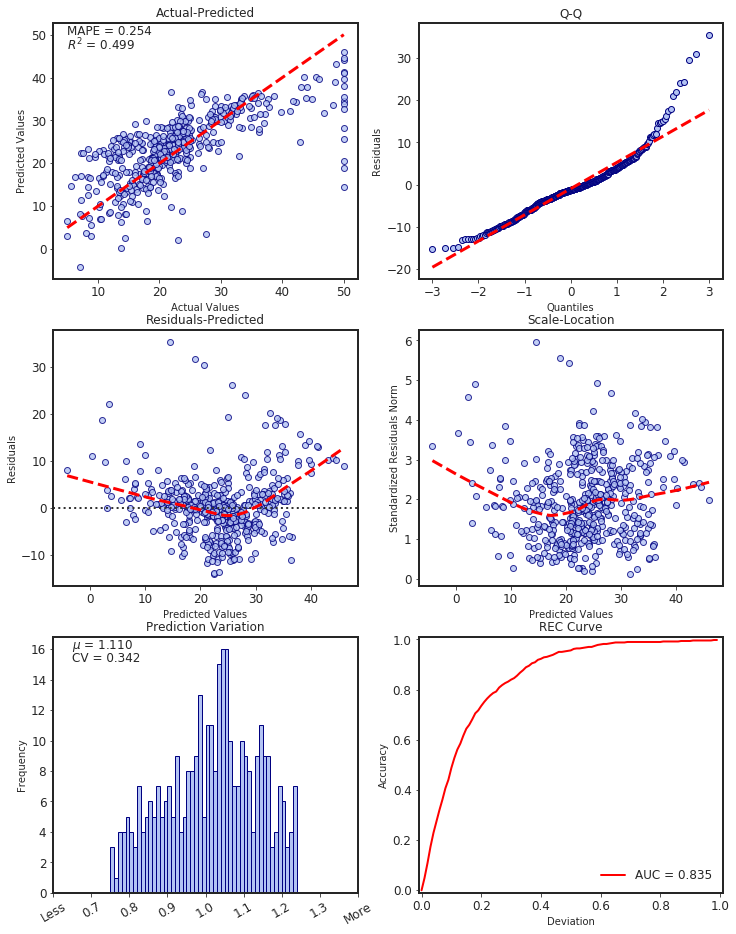 Actual-Predicted
MAPE = 0.254
R² = 0.499
50
40
30
20
10
0
Predicted Values
10 20 30 40 50
Actual Values
Q-Q
30
20
10
0
−10
−20
Residuals
−3 −2 −1 0 1 2 3
Quantiles
Residuals-Predicted
30
20
10
0
−10
Residuals
0 10 20 30 40
Predicted Values
Scale-Location
6
5
4
3
2
1
0
Standardized Residuals Norm
0 10 20 30 40
Predicted Values
Prediction Variation
μ = 1.110
CV = 0.342
16
14
12
10
8
6
4
2
0
Frequency
Less 0.7 0.8 0.9 1.0 1.1 1.2 1.3 More
REC Curve
1.0
0.8
0.6
0.4
0.2
0.0
Accuracy
AUC = 0.835
0.0 0.2 0.4 0.6 0.8 1.0
Deviation